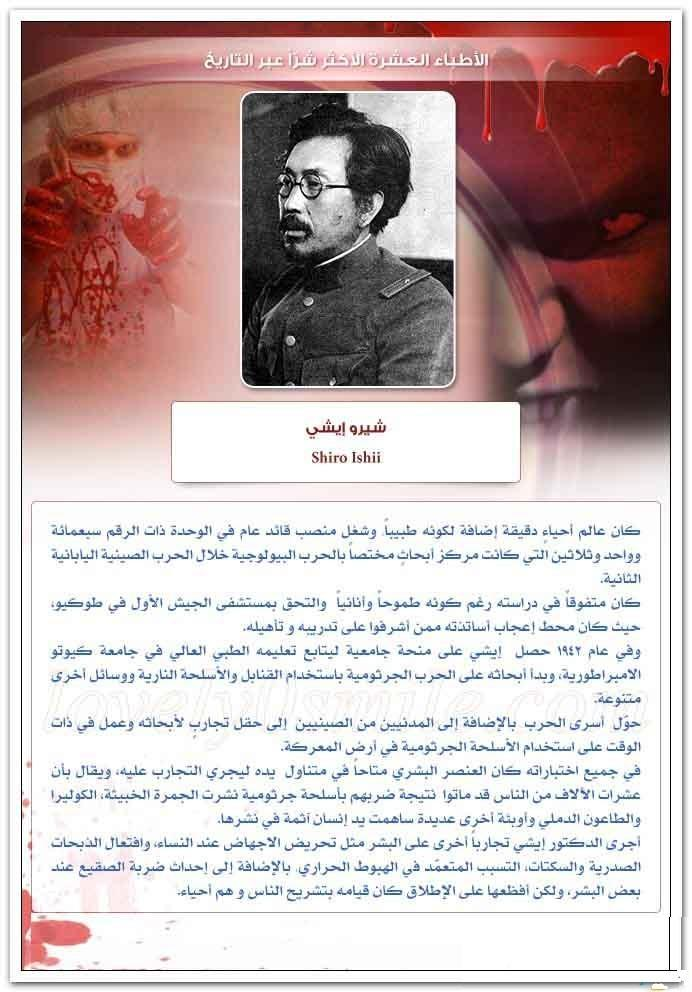 الأطباء العشرة الأكثر شرّاً عبر التاريخ
شيرو إيشي
Shiro Ishii
كان عالم أحياءٍ دقيقة إضافة لكونه طبيباً. وشغل منصب قائد عام في الوحدة ذات الرقم سبعمائة
وواحد وثلاثين التي كانت مركز أبحاثٍ مختصاً بالحرب البيولوجية خلال الحرب الصينية اليابانية
الثانية.
كان متفوقاً في دراسته رغم كونه طموحاً وأنانياً والتحق بمستشفى الجيش الأول في طوكيو،
حيث كان محط إعجاب أساتذته ممن أشرفوا على تدريبه و تأهيله.
وفي عام ١٩٤٢ حصل إيشي على منحة جامعية ليتابع تعليمه الطبي العالي في جامعة كيوتو
الامبراطورية، وبدأ أبحاثه على الحرب الجرثومية باستخدام القنابل والأسلحة النارية ووسائل أخرى
متنوعة.
lovely0smile.com
حوّل أسرى الحرب بالإضافة إلى المدنيين من الصينيين إلى حقل تجاربٍ لأبحاثه وعمل في ذات
الوقت على استخدام الأسلحة الجرثومية في أرض المعركة.
في جميع اختباراته كان العنصر البشري متاحاً في متناول يده ليجري التجارب عليه، ويقال بأن
عشرات الآلاف من الناس قد ماتوا نتيجة ضربهم بأسلحة جرثومية نشرت الجمرة الخبيثة، الكوليرا
والطاعون الدملي وأوبئة أخرى عديدة ساهمت يد إنسان آثمة في نشرها.
أجرى الدكتور إيشي تجارباً أخرى على البشر مثل تحريض الاجهاض عند النساء، وافتعال الذبحات
الصدرية والسكتات، التسبب المتعمّد في الهبوط الحراري، بالإضافة إلى إحداث ضربة الصقيع عند
بعض البشر، ولكن أفظعها على الإطلاق كان قيامه بتشريح الناس و هم أحياء.